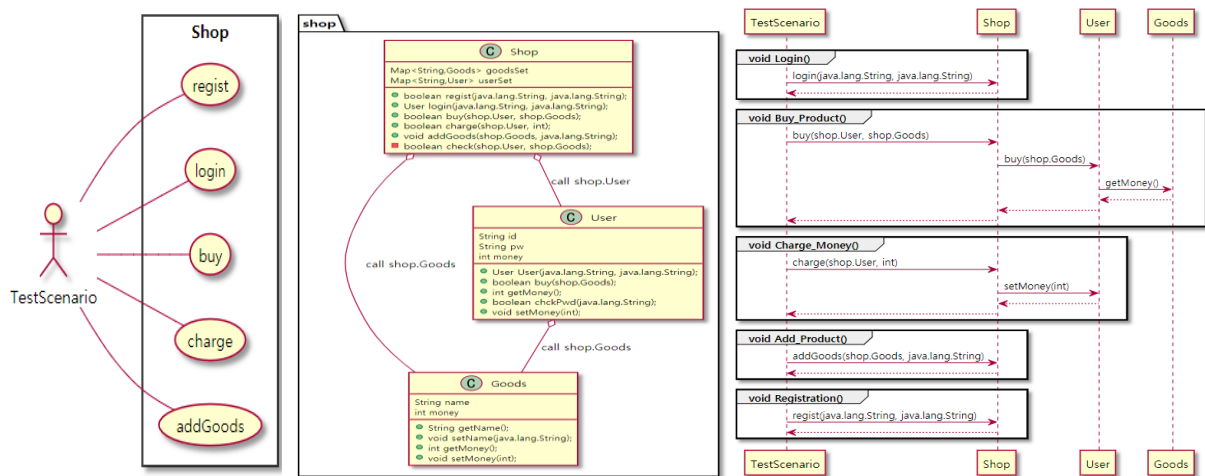 Shop
regist
login
buy
charge
addGoods
TestScenario
shop
C Shop
Map<String,Goods> goodsSet
Map<String,User> userSet
boolean regist(java.lang.String, java.lang.String);
User login(java.lang.String, java.lang.String);
boolean buy(shop.User, shop.Goods);
boolean charge(shop.User, int);
void addGoods(shop.Goods, java.lang.String);
boolean check(shop.User, shop.Goods);
call shop.User
call shop.Goods
C User
String id
String pw
int money
User User(java.lang.String, java.lang.String);
boolean buy(shop.Goods);
int getMoney();
boolean chckPwd(java.lang.String);
void setMoney(int);
call shop.Goods
C Goods
String name
int money
String getName();
void setName(java.lang.String);
int getMoney();
void setMoney(int);
TestScenario Shop User Goods
void Login()
login(java.lang.String, java.lang.String)
void Buy_Product()
buy(shop.User, shop.Goods)
buy(shop.Goods)
getMoney()
void Charge_Money()
charge(shop.User, int)
setMoney(int)
void Add_Product()
addGoods(shop.Goods, java.lang.String)
void Registration()
regist(java.lang.String, java.lang.String)
TestScenario Shop User Goods